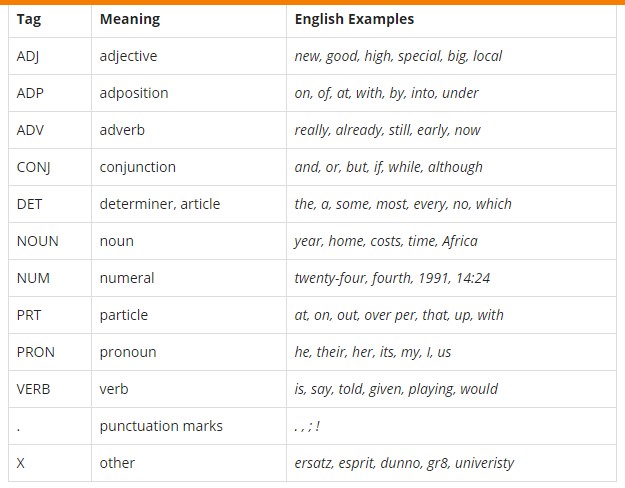 Tag Meaning English Examples
ADJ adjective new, good, high, special, big, local
ADP adposition on, of, at, with, by, into, under
ADV adverb really, already, still, early, now
CONJ conjunction and, or, but, if, while, although
DET determiner, article the, a, some, most, every, no, which
NOUN noun year, home, costs, time, Africa
NUM numeral twenty-four, fourth, 1991, 14:24
PRT particle at, on, out, over per, that, up, with
PRON pronoun he, their, her, its, my, I, us
VERB verb is, say, told, given, playing, would
. punctuation marks . , ; !
X other ersatz, esprit, dunno, gr8, univeristy